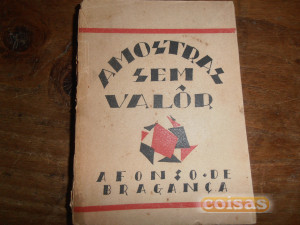 AMOSTRAS
SEM
VALÔR
AFONSO · DE
BRAGANÇA
coisas